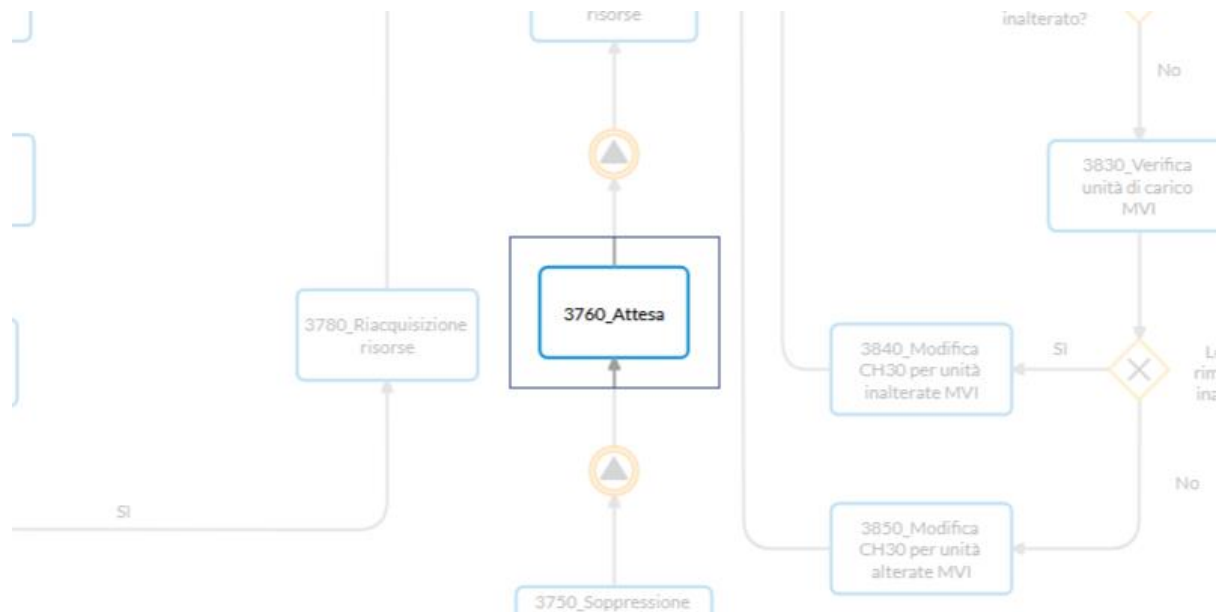 risorse
inalterato?
No
3830_Verifica
unità di carico
MVI
3760_Attesa
3780_Riacquisizione
risorse
3840_Modifica
CH30 per unità
inalterate MVI
SI
SI
3850_Modifica
CH30 per unità
alterate MVI
No
3750_Soppressione